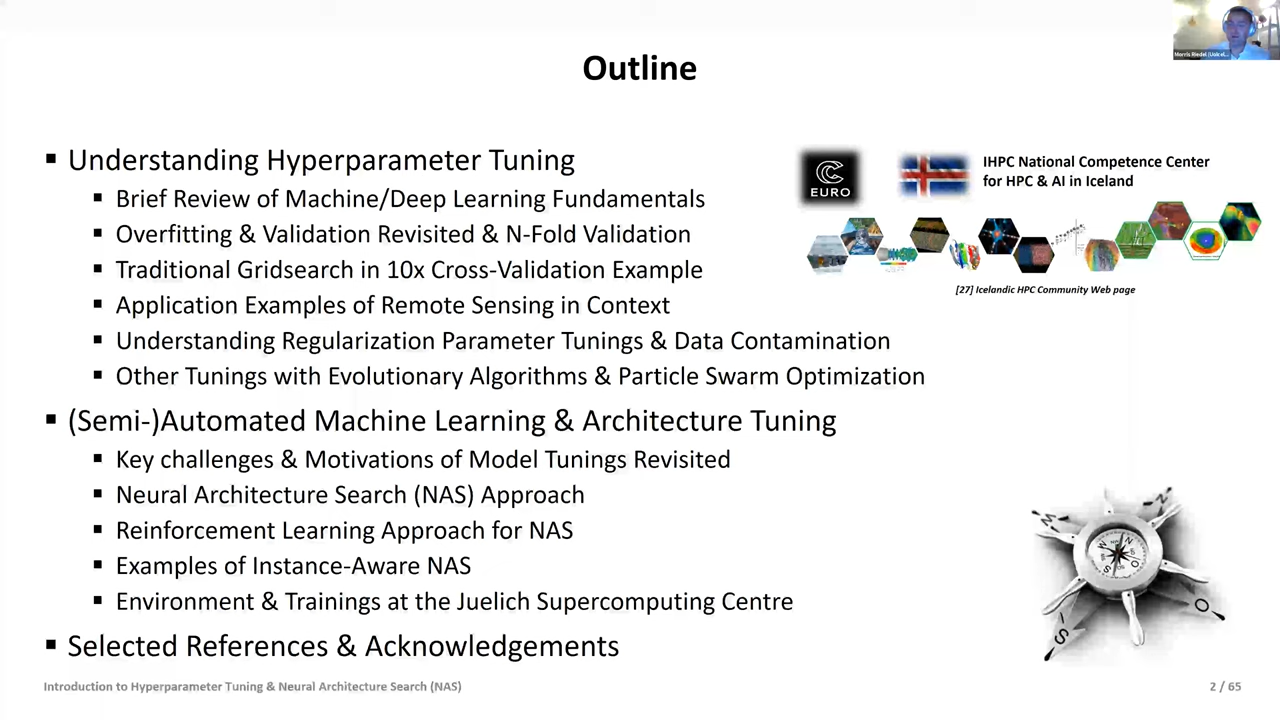 Outline
Understanding Hyperparameter Tuning
Brief Review of Machine/Deep Learning Fundamentals
Overfitting & Validation Revisited & N-Fold Validation
Traditional Gridsearch in 10x Cross-Validation Example
Application Examples of Remote Sensing in Context
Understanding Regularization Parameter Tunings & Data Contamination
Other Tunings with Evolutionary Algorithms & Particle Swarm Optimization
(Semi-)Automated Machine Learning & Architecture Tuning
Key challenges & Motivations of Model Tunings Revisited
Neural Architecture Search (NAS) Approach
Reinforcement Learning Approach for NAS
Examples of Instance-Aware NAS
Environment & Trainings at the Juelich Supercomputing Centre
Selected References & Acknowledgements
EURO
IHPC National Competence Center
for HPC & AI in Iceland
[27] Icelandic HPC Community Web page
Morris Riedel
N
O
S
W
Introduction to Hyperparameter Tuning & Neural Architecture Search (NAS)
2 / 65